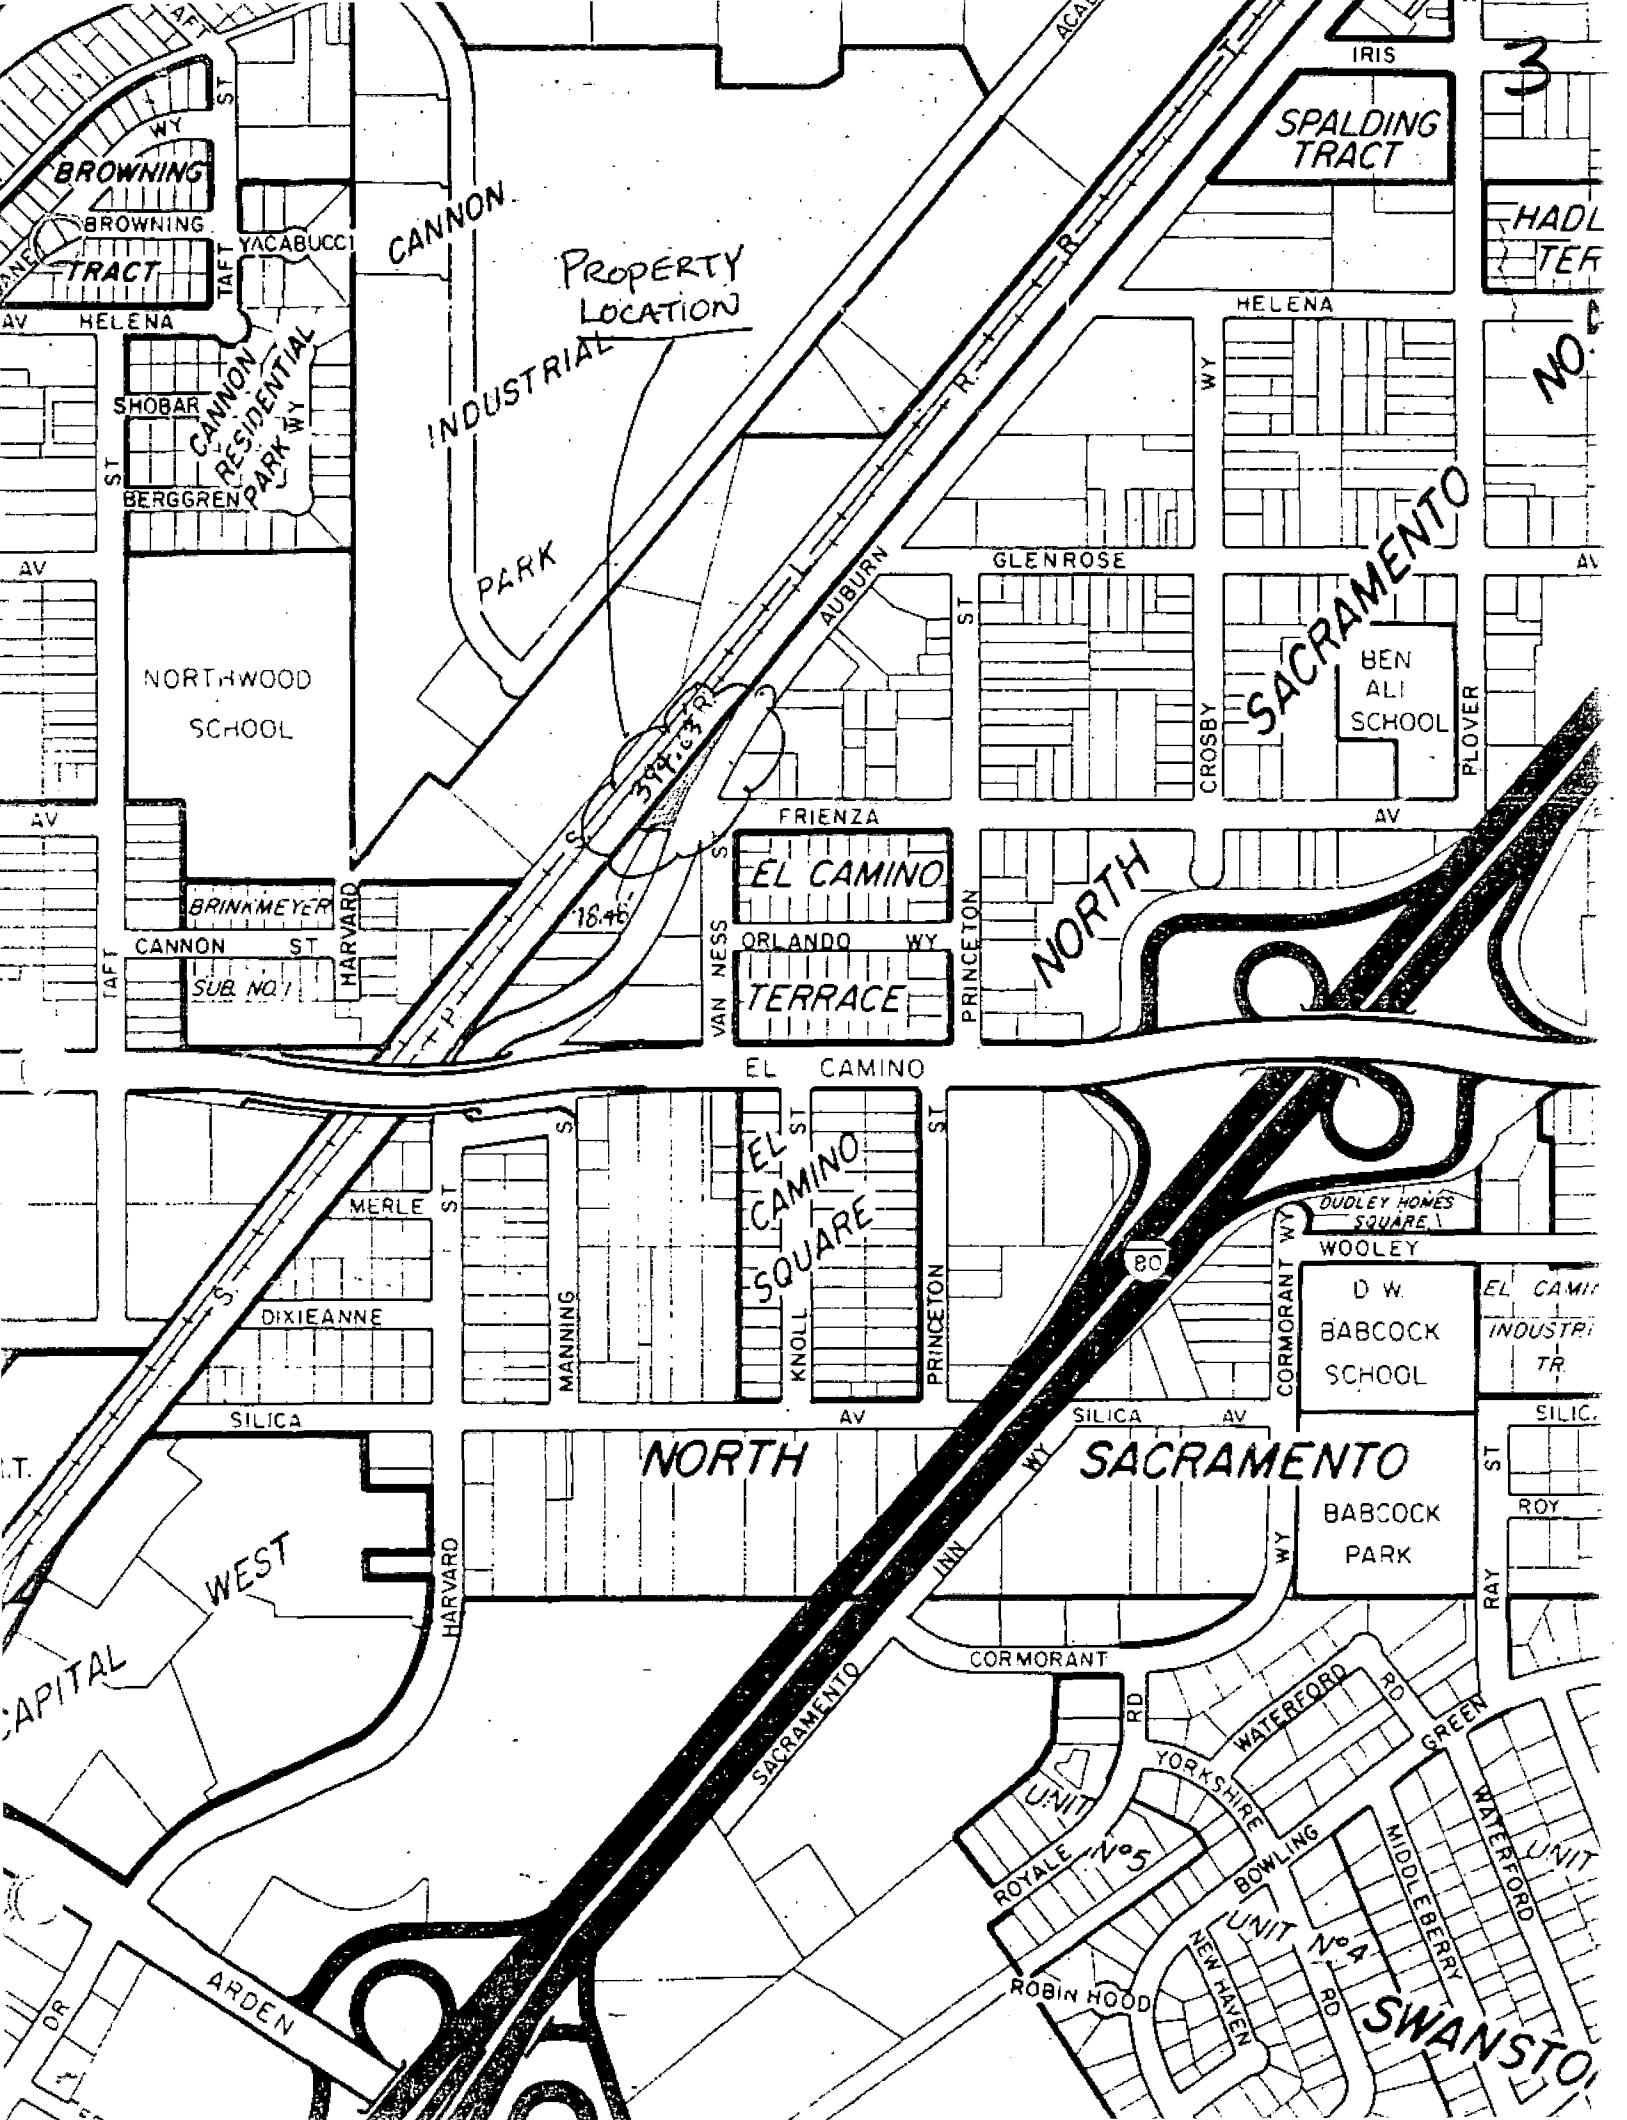 ST
WY
BROWNING
BROWNING
TRACT
TAFT
YACABUCCI
AV HELENA
CANNON
INDUSTRIAL
PARK
PROPERTY
LOCATION
IRIS
3
SPALDING
TRACT
HADL
TER
HELENA
NO.
WY
CANNON
RESIDENTIAL
PARK
WY
SHOBAR
ST
BERGGREN
AV
R.
R.
AUBURN
GLENROSE
AV
ST
NORTHWOOD
SCHOOL
SACRAMENTO
BEN
ALI
SCHOOL
PLOVER
CROSBY
394.63
R.
S.
AV
FRIENZA
AV
ST
EL CAMINO
TERRACE
ORLANDO WY
VAN NESS
PRINCETON
NORTH
BRINKMEYER
SUB. NO. 1
CANNON ST
HARVARD
TAFT
P.
EL CAMINO
ST
ST
EL
CAMINO
SQUARE
MERLE
ST
S.
DIXIEANNE
MANNING
KNOLL
PRINCETON
80
DUDLEY HOMES
SQUARE
WY
WOOLEY
CORMORANT
D. W.
BABCOCK
SCHOOL
EL CAMI
INDUSTRI
TR.
SILICA
AV
SILICA AV
SILIC
NORTH
SACRAMENTO
WY
INN
SACRAMENTO
BABCOCK
PARK
ST
RAY
ROY
WY
WEST
CAPITAL
HARVARD
CORMORANT
RD
WATERFORD
RD
GREEN
YORKSHIRE
BOWLING
UNIT
Nº5
ROYALE
MIDDLEBERRY
WATERFORD
UNIT
UNIT
Nº4
NEW HAVEN
RD
ROBIN HOOD
SWANSTO
ARDEN
DR